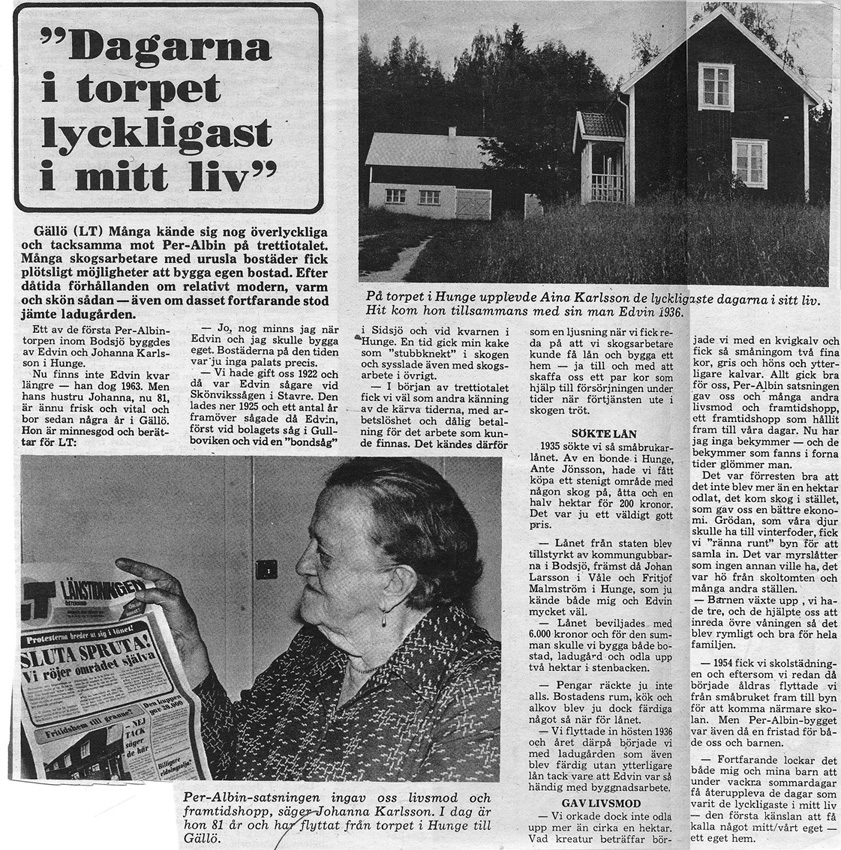 ”Dagarna
i torpet
lyckligast
i mitt liv”
Gällö (LT) Många kände sig nog överlyckliga
och tacksamma mot Per-Albin på trettiotalet.
Många skogsarbetare med urusla bostäder fick
plötsligt möjligheter att bygga egen bostad. Efter
dåtida förhållanden om relativt modern, varm
och skön sådan — även om dasset fortfarande stod
jämte ladugården.
På torpet i Hunge upplevde Aina Karlsson de lyckligaste dagarna i sitt liv.
Hit kom hon tillsammans med sin man Edvin 1936.
Ett av de första Per-Albin-
torpen inom Bodsjö byggdes
av Edvin och Johanna Karls-
son i Hunge.
Nu finns inte Edvin kvar
längre — han dog 1963. Men
hans hustru Johanna, nu 81,
är ännu frisk och vital och
bor sedan några år i Gällö.
Hon är minnesgod och berät-
tar för LT:
— Jo, nog minns jag när
Edvin och jag skulle bygga
eget. Bostäderna på den tiden
var ju inga palats precis.
— Vi hade gift oss 1922 och
då var Edvin sågare vid
Skönvikssågen i Stavre. Den
lades ner 1925 och ett antal år
framöver sågade då Edvin,
först vid bolagets såg i Gull-
boviken och vid en "bondsåg"
i Sidsjö och vid kvarnen i
Hunge. En tid gick min kake
som "stubbknekt" i skogen
och sysslade även med skogs-
arbete i övrigt.
— I början av trettiotalet
fick vi väl som andra känning
av de kärva tiderna, med ar-
betslöshet och dålig betal-
ning för det arbete som kun-
de finnas. Det kändes därför
som en ljusning när vi fick re-
da på att vi skogsarbetare
kunde få lån och bygga ett
hem — ja till och med att
skaffa oss ett par kor som
hjälp till försörjningen under
tider när förtjänsten ute i
skogen tröt.
SÖKTE LÅN
1935 sökte vi så småbrukar-
lånet. Av en bonde i Hunge,
Ante Jönsson, hade vi fått
köpa ett stenigt område med
någon skog på, åtta och en
halv hektar för 200 kronor.
Det var ju ett väldigt gott
pris.
— Lånet från staten blev
tillstyrkt av kommungubbar-
na i Bodsjö, främst då Johan
Larsson i Våle och Fritjof
Malmström i Hunge, som ju
kände både mig och Edvin
mycket väl.
— Lånet beviljades med
6.000 kronor och för den sum-
man skulle vi bygga både bo-
stad, ladugård och odla upp
två hektar i stenbacken.
— Pengar räckte ju inte
alls. Bostadens rum, kök och
alkov blev ju dock färdiga
något så när för lånet.
— Vi flyttade in hösten 1936
och året därpå började vi
med ladugården som även
blev färdig utan ytterligare
lån tack vare att Edvin var så
händig med byggnadsarbete.
GAV LIVSMOD
— Vi orkade dock inte odla
upp mer än cirka en hektar.
Vad kreatur beträffar bör-
jade vi med en kvigkalv och
fick så småningom två fina
kor, gris och höns och ytter-
ligare kalvar. Allt gick bra
för oss, Per-Albin satsningen
gav oss och många andra
livsmod och framtidshopp,
ett framtidshopp som hållit
fram till våra dagar. Nu har
jag inga bekymmer — och de
bekymmer som fanns i forna
tider glömmer man.
Det var förresten bra att
det inte blev mer än en hektar
odlat, det kom skog i stället,
som gav oss en bättre ekono-
mi. Grödan, som våra djur
skulle ha till vinterfoder, fick
vi "ränna runt" byn för att
samla in. Det var myrslåtter
som ingen annan ville ha, det
var hö från skoltomten och
många andra ställen.
— Barnen växte upp, vi ha-
de tre, och de hjälpte oss att
inreda övre våningen så det
blev rymligt och bra för hela
familjen.
— 1954 fick vi skolstädning-
en och eftersom vi redan då
började åldras flyttade vi
från småbruket fram till byn
för att komma närmare sko-
lan. Men Per-Albin-bygget
var även då en fristad för bå-
de oss och barnen.
— Fortfarande lockar det
både mig och mina barn att
under vackra sommardagar
få återuppleva de dagar som
varit de lyckligaste i mitt liv
— den första känslan att få
kalla något mitt/vårt eget —
ett eget hem.
LT LÄNSTIDNINGEN
Protesterna breder ut sig i länet!
SLUTA SPRUTA!
Vi röjer området själva
Fritidshem till grannar?
— NEJ
TACK
säger
de här
Per-Albin-satsningen ingav oss livsmod och
framtidshopp, säger Johanna Karlsson. I dag är
hon 81 år och har flyttat från torpet i Hunge till
Gällö.